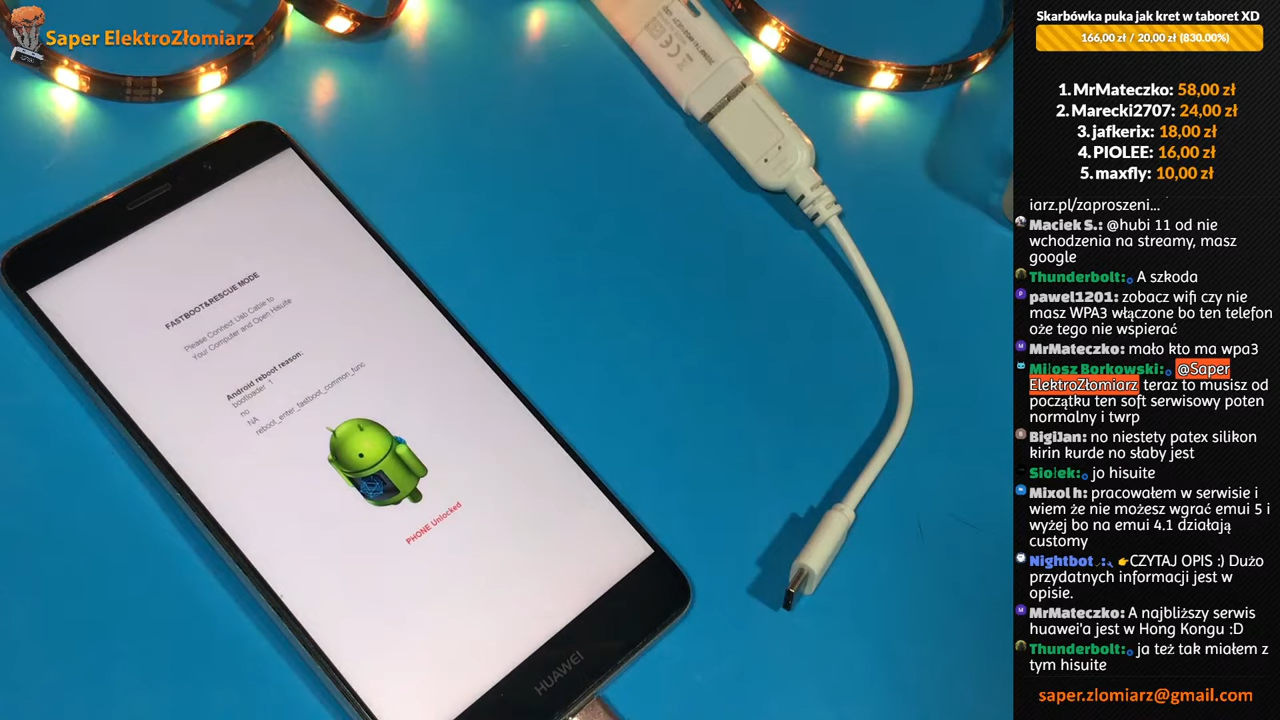 Saper ElektroZłomiarz
FASTBOOT&RESCUE MODE
Please Connect Usb Cable to
Your Computer and Open Hisuite
Android reboot reason:
bootloader 1
no
NA
reboot_enter_fastboot_common_func
PHONE Unlocked
HUAWEI
Skarbówka puka jak kret w taboret XD
166,00 zł / 20,00 zł (830.00%)
1. MrMateczko: 58,00 zł
2. Marecki2707: 24,00 zł
3. jafkerix: 18,00 zł
4. PIOLEE: 16,00 zł
5. maxfly: 10,00 zł
iarz.pl/zaproszeni...
Maciek S.: @hubi 11 od nie
wchodzenia na streamy, masz
google
Thunderbolt: A szkoda
pawel1201: zobacz wifi czy nie
masz WPA3 włączone bo ten telefon
oże tego nie wspierać
MrMateczko: mało kto ma wpa3
Miłosz Borkowski: @Saper
ElektroZłomiarz teraz to musisz od
początku ten soft serwisowy poten
normalny i twrp
BigiJan: no niestety patex silikon
kirin kurde no słaby jest
Siołek: jo hisuite
Mixol h: pracowałem w serwisie i
wiem że nie możesz wgrać emui 5 i
wyżej bo na emui 4.1 działają
customy
Nightbot: 👉CZYTAJ OPIS :) Dużo
przydatnych informacji jest w
opisie.
MrMateczko: A najbliższy serwis
huawei'a jest w Hong Kongu :D
Thunderbolt: ja też tak miałem z
tym hisuite
saper.zlomiarz@gmail.com